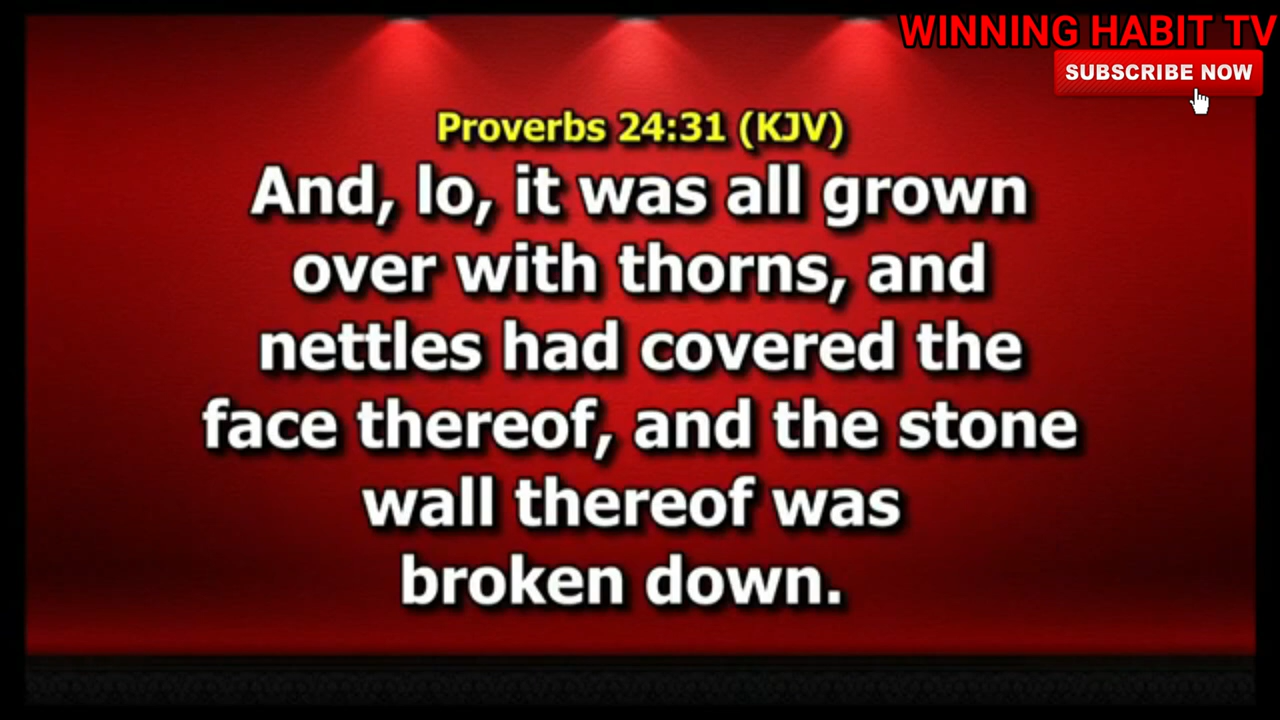 WINNING HABIT TV
SUBSCRIBE NOW
Proverbs 24:31 (KJV)
And, lo, it was all grown
over with thorns, and
nettles had covered the
face thereof, and the stone
wall thereof was
broken down.